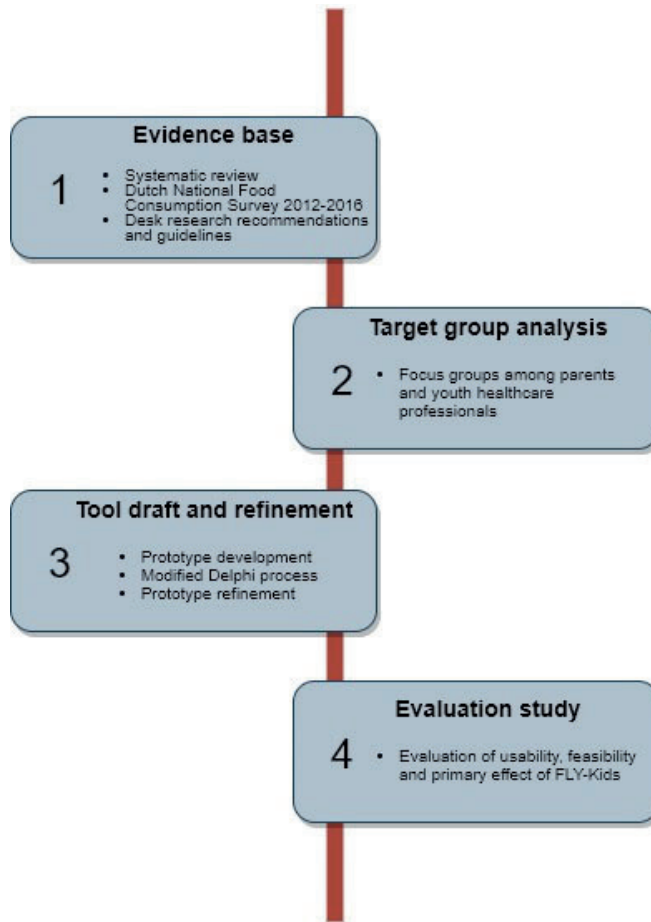 Evidence base
1
• Systematic review
• Dutch National Food
Consumption Survey 2012-2016
• Desk research recommendations
and guidelines
Target group analysis
2
• Focus groups among parents
and youth healthcare
professionals
Tool draft and refinement
3
• Prototype development
• Modified Delphi process
• Prototype refinement
Evaluation study
4
• Evaluation of usability, feasibility
and primary effect of FLY-Kids